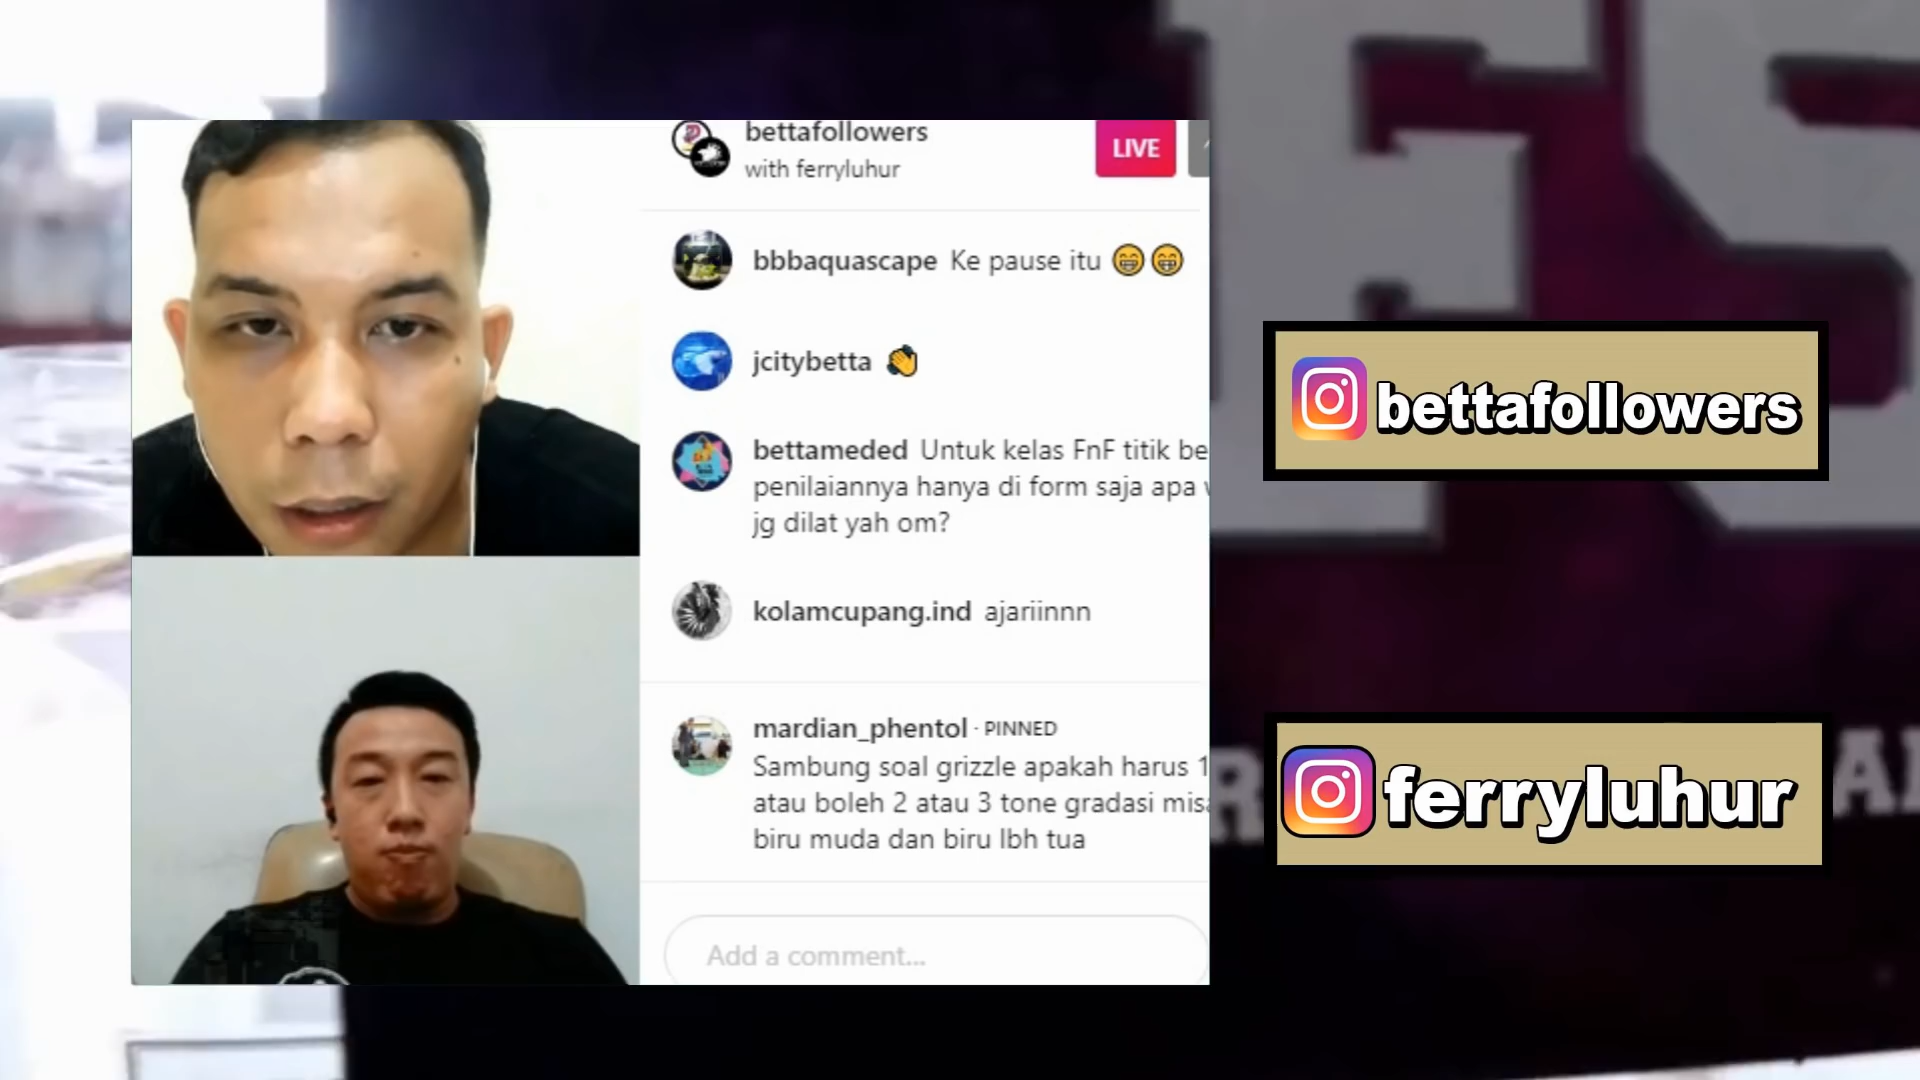 bettafollowers
with ferryluhur
LIVE
bbbaquascape Ke pause itu 😁😁
jcitybetta 👏
bettameded Untuk kelas FnF titik be
penilaiannya hanya di form saja apa
jg dilat yah om?
kolamcupang.ind ajariinnn
mardian_phentol · PINNED
Sambung soal grizzle apakah harus 1
atau boleh 2 atau 3 tone gradasi misa
biru muda dan biru lbh tua
Add a comment...
bettafollowers
ferryluhur